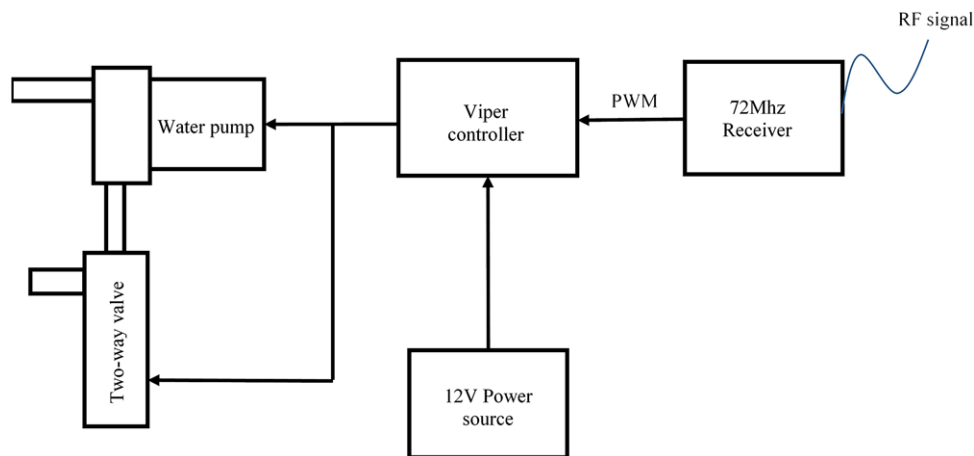 RF signal
Water pump
Viper
controller
PWM
72Mhz
Receiver
Two-way valve
12V Power
source